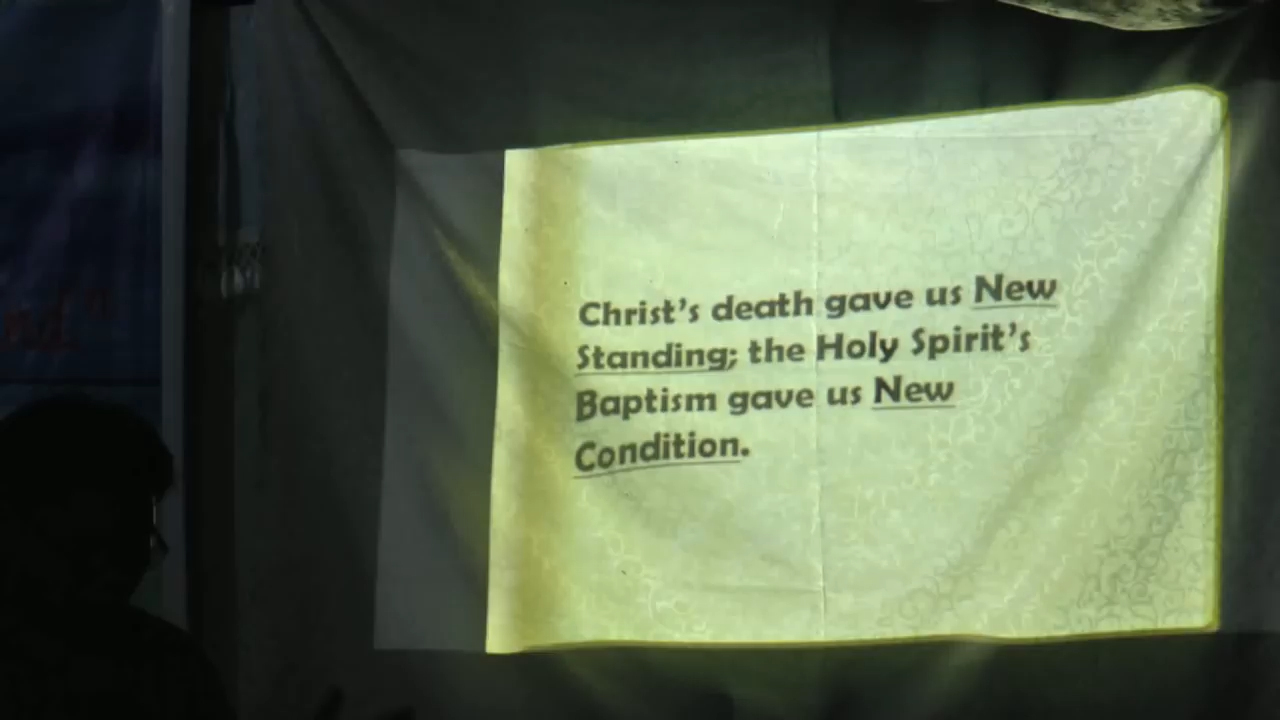 Christ's death gave us New
Standing; the Holy Spirit's
Baptism gave us New
Condition.